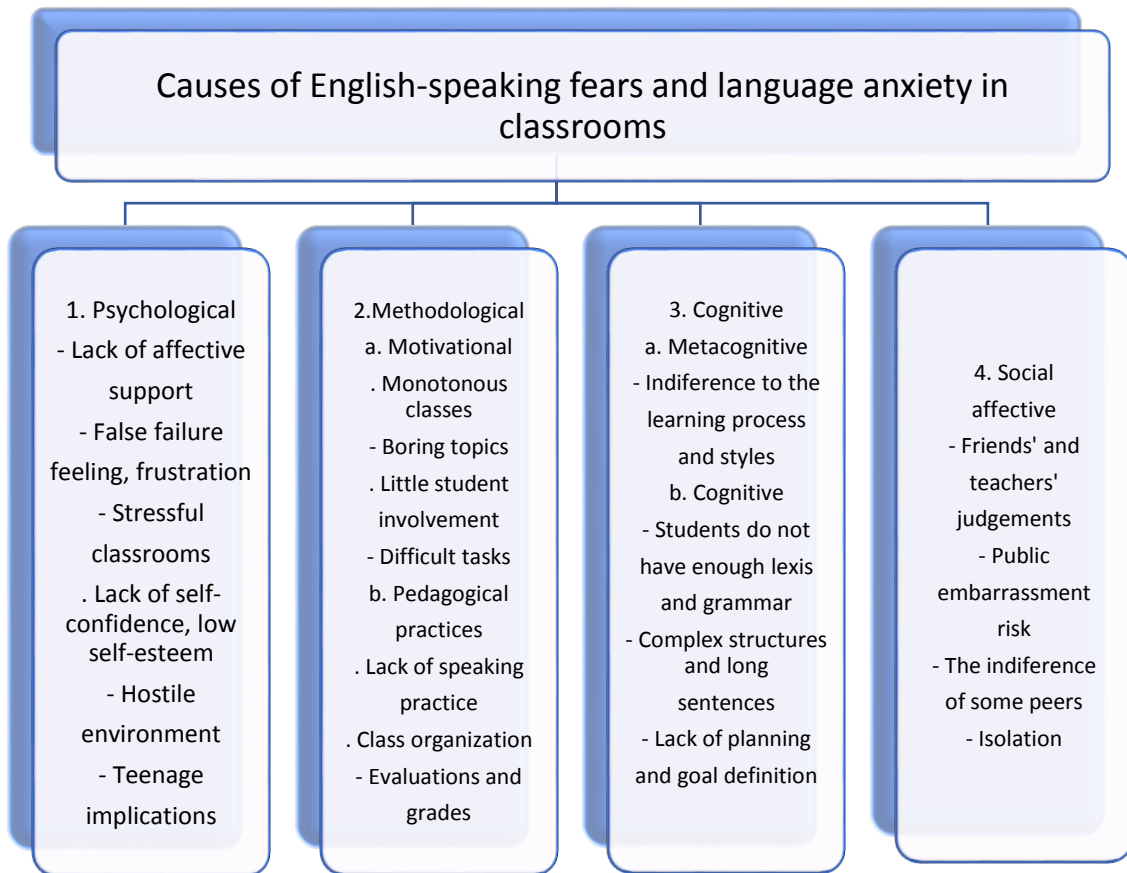 Causes of English-speaking fears and language anxiety in
classrooms
1. Psychological
- Lack of affective
support
- False failure
feeling, frustration
- Stressful
classrooms
. Lack of self-
confidence, low
self-esteem
- Hostile
environment
- Teenage
implications
2.Methodological
a. Motivational
. Monotonous
classes
- Boring topics
. Little student
involvement
- Difficult tasks
b. Pedagogical
practices
. Lack of speaking
practice
. Class organization
- Evaluations and
grades
3. Cognitive
a. Metacognitive
- Indiference to the
learning process
and styles
b. Cognitive
- Students do not
have enough lexis
and grammar
- Complex structures
and long
sentences
- Lack of planning
and goal definition
4. Social
affective
- Friends' and
teachers'
judgements
- Public
embarrassment
risk
- The indiference
of some peers
- Isolation